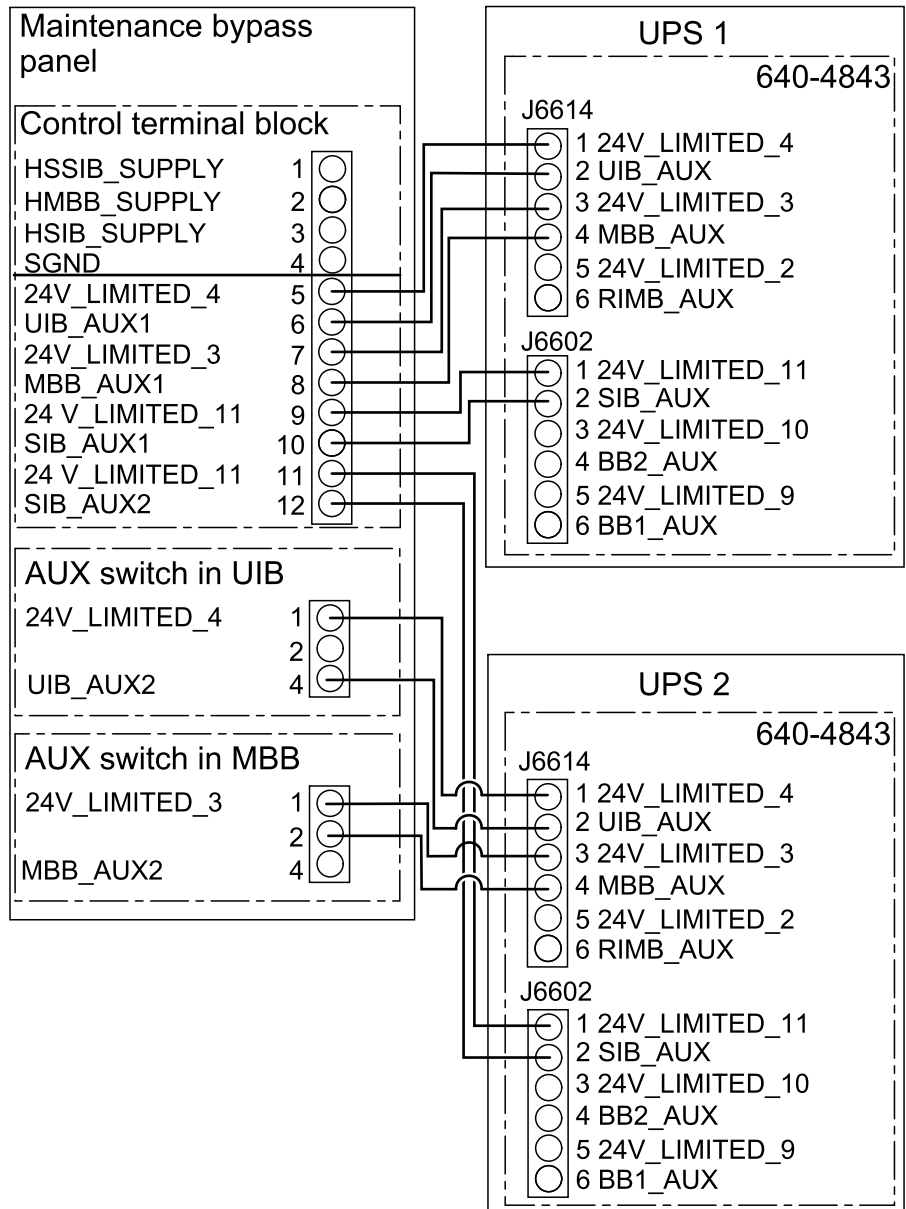 Maintenance bypass
panel
Control terminal block
HSSIB_SUPPLY 1
HMBB_SUPPLY 2
HSIB_SUPPLY 3
SGND 4
24V_LIMITED_4 5
UIB_AUX1 6
24V_LIMITED_3 7
MBB_AUX1 8
24 V_LIMITED_11 9
SIB_AUX1 10
24 V_LIMITED_11 11
SIB_AUX2 12
AUX switch in UIB
24V_LIMITED_4 1
2
UIB_AUX2 4
AUX switch in MBB
24V_LIMITED_3 1
2
MBB_AUX2 4
UPS 1
640-4843
J6614
1 24V_LIMITED_4
2 UIB_AUX
3 24V_LIMITED_3
4 MBB_AUX
5 24V_LIMITED_2
6 RIMB_AUX
J6602
1 24V_LIMITED_11
2 SIB_AUX
3 24V_LIMITED_10
4 BB2_AUX
5 24V_LIMITED_9
6 BB1_AUX
UPS 2
640-4843
J6614
1 24V_LIMITED_4
2 UIB_AUX
3 24V_LIMITED_3
4 MBB_AUX
5 24V_LIMITED_2
6 RIMB_AUX
J6602
1 24V_LIMITED_11
2 SIB_AUX
3 24V_LIMITED_10
4 BB2_AUX
5 24V_LIMITED_9
6 BB1_AUX